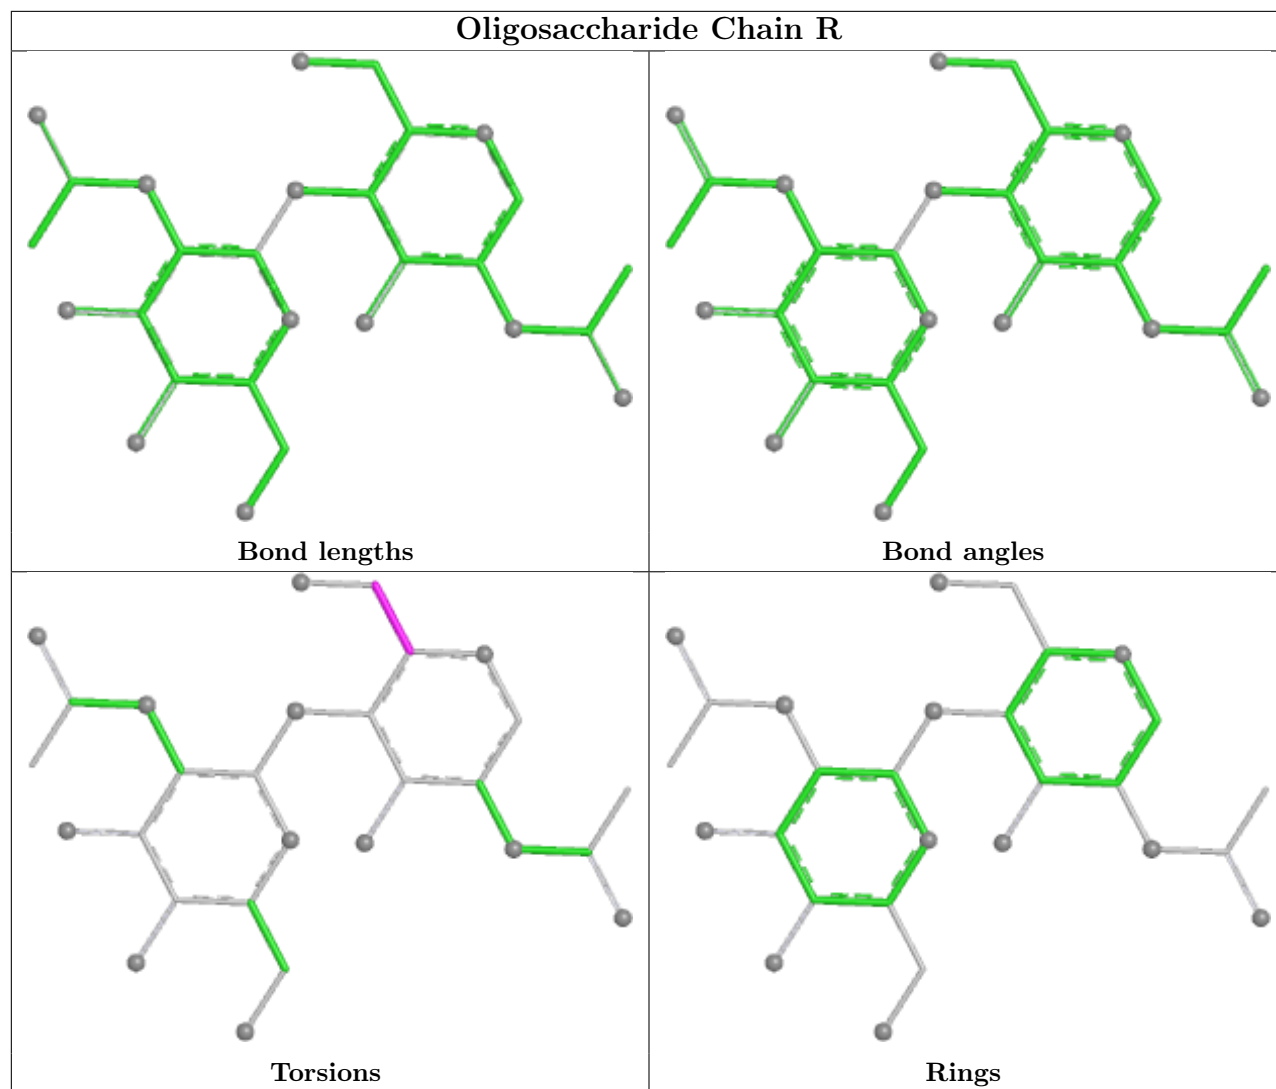 Oligosaccharide Chain R
Bond lengths
Bond angles
Torsions
Rings